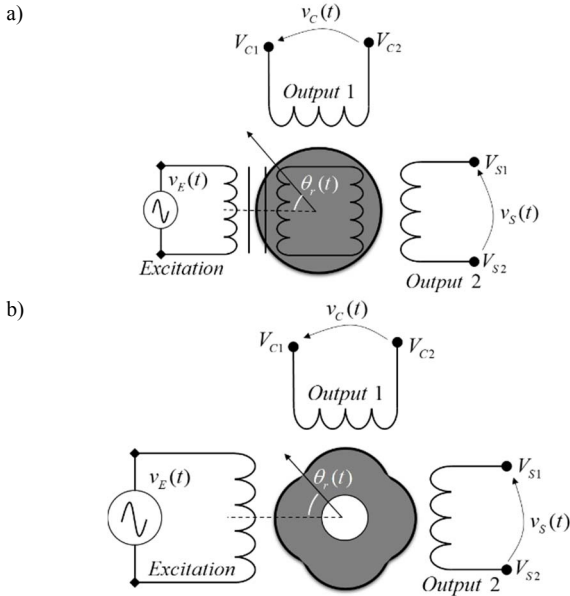 a)
v_C(t)
V_C1
V_C2
Output 1
v_E(t)
θ_r(t)
V_S1
v_S(t)
V_S2
Excitation
Output 2
b)
v_C(t)
V_C1
V_C2
Output 1
v_E(t)
θ_r(t)
V_S1
v_S(t)
Excitation
Output 2
V_S2